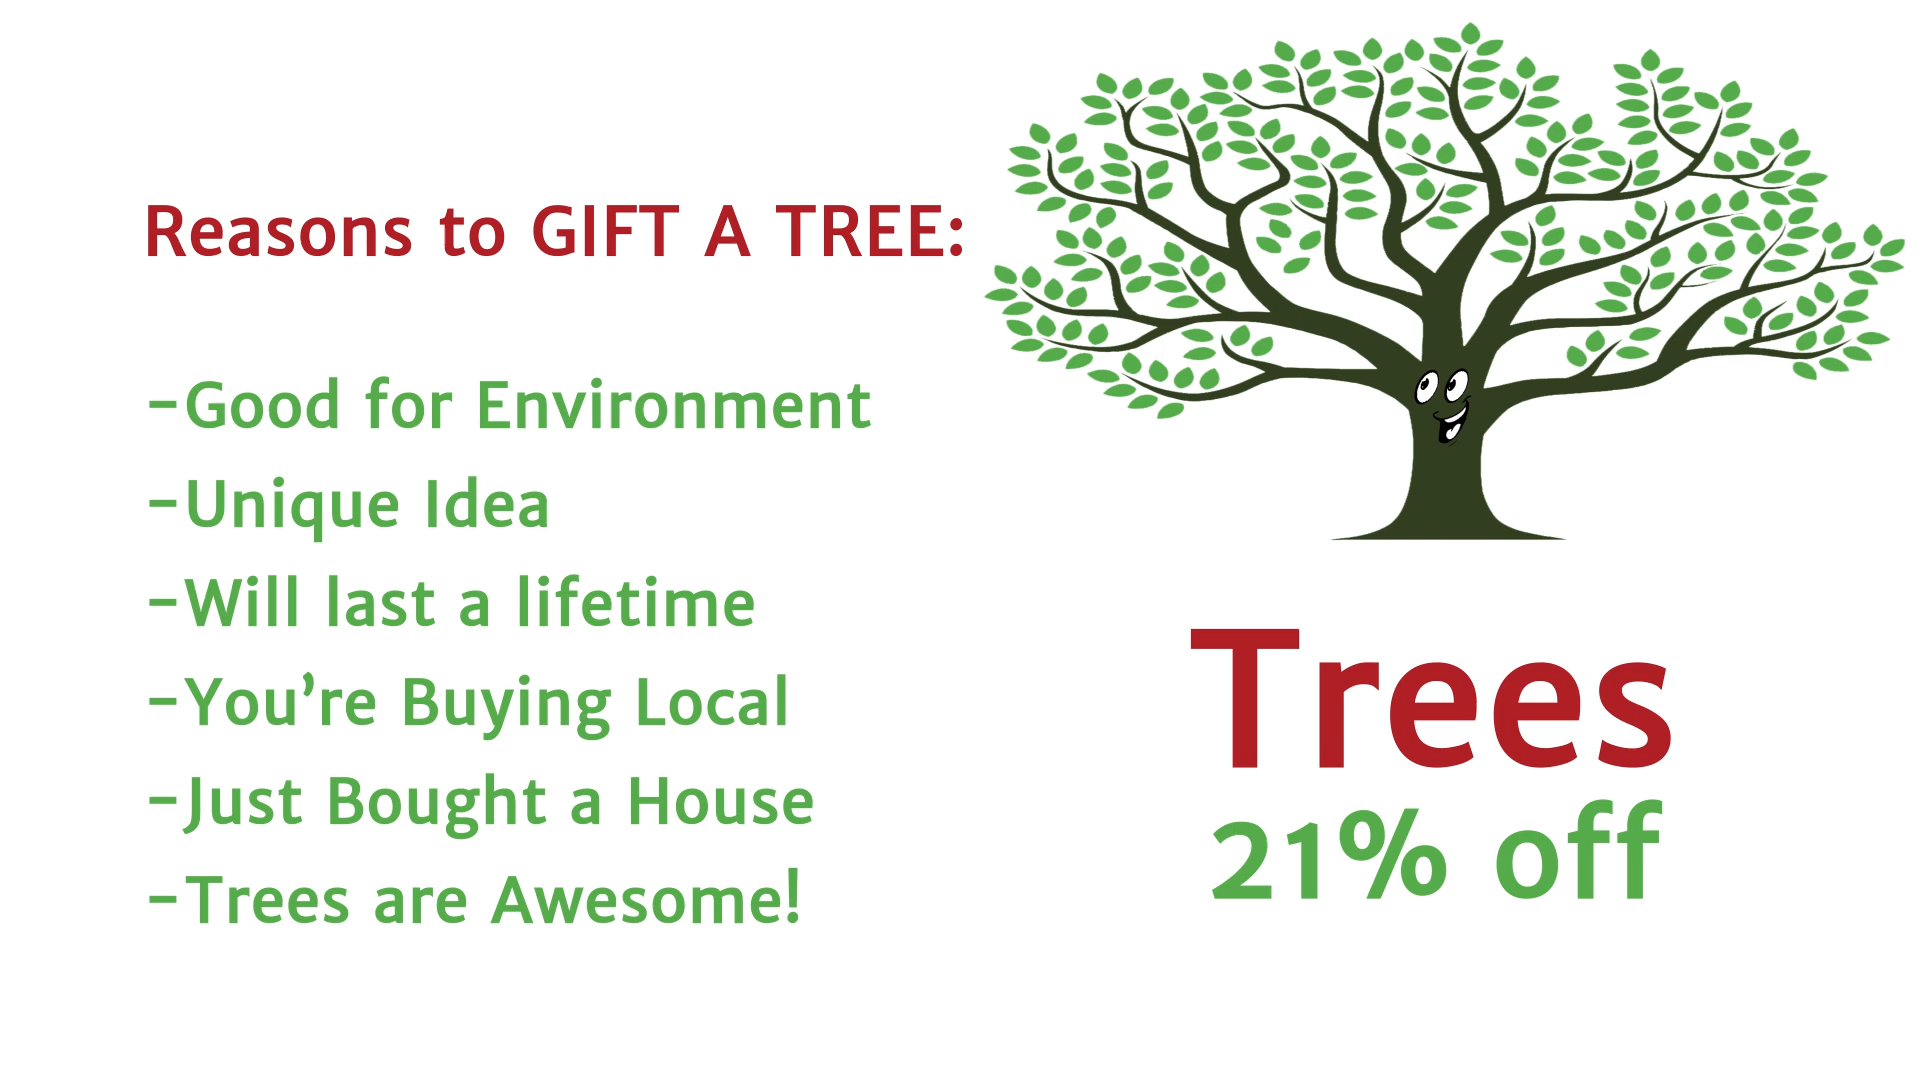 Reasons to GIFT A TREE:
-Good for Environment
-Unique Idea
-Will last a lifetime
-You’re Buying Local
-Just Bought a House
-Trees are Awesome!
Trees
21% off